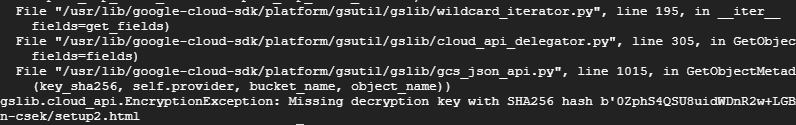 File "/usr/lib/google-cloud-sdk/platform/gsutil/gslib/wildcard_iterator.py", line 195, in __iter__
fields=get_fields)
File "/usr/lib/google-cloud-sdk/platform/gsutil/gslib/cloud_api_delegator.py", line 305, in GetObjec
fields=fields)
File "/usr/lib/google-cloud-sdk/platform/gsutil/gslib/gcs_json_api.py", line 1015, in GetObjectMetad
(key_sha256, self.provider, bucket_name, object_name))
gslib.cloud_api.EncryptionException: Missing decryption key with SHA256 hash b'0ZphS4QSU8uidWDnR2w+LGB
n-csek/setup2.html